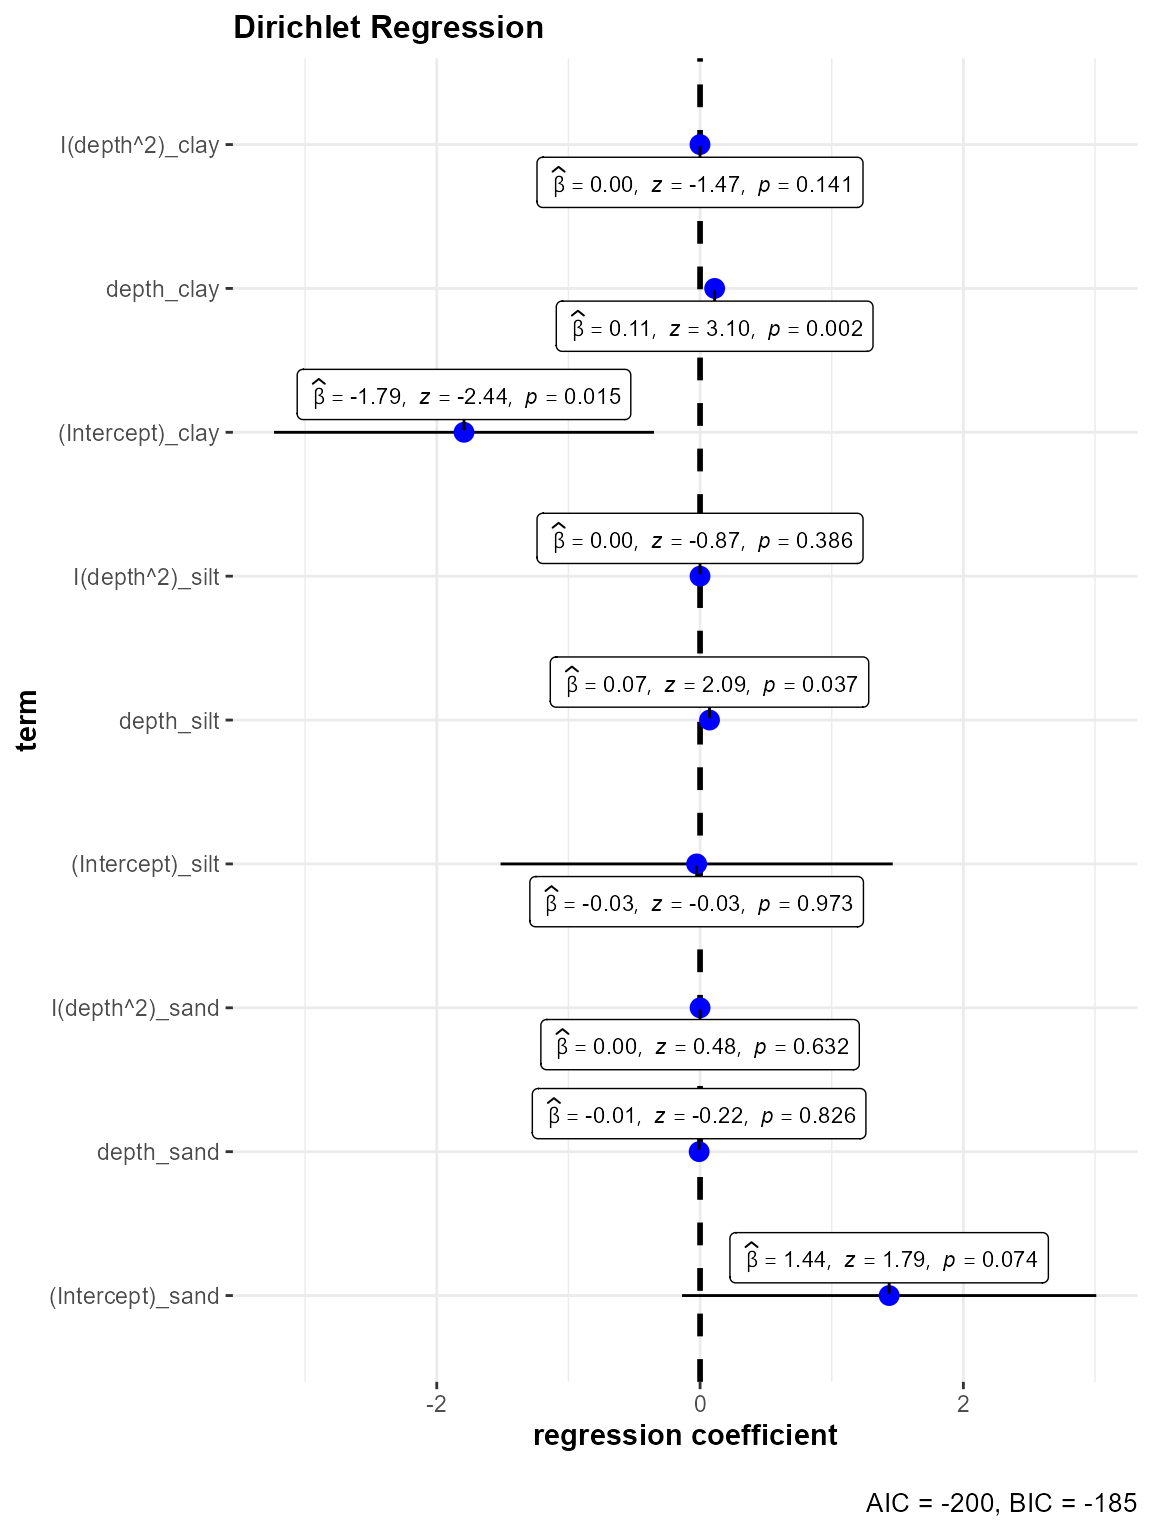 Dirichlet Regression
I(depth^2)_clay
β̂ = 0.00, z = -1.47, p = 0.141
depth_clay
β̂ = 0.11, z = 3.10, p = 0.002
β̂ = -1.79, z = -2.44, p = 0.015
(Intercept)_clay
β̂ = 0.00, z = -0.87, p = 0.386
I(depth^2)_silt
β̂ = 0.07, z = 2.09, p = 0.037
depth_silt
term
(Intercept)_silt
β̂ = -0.03, z = -0.03, p = 0.973
I(depth^2)_sand
β̂ = 0.00, z = 0.48, p = 0.632
β̂ = -0.01, z = -0.22, p = 0.826
depth_sand
β̂ = 1.44, z = 1.79, p = 0.074
(Intercept)_sand
-2 0 2
regression coefficient
AIC = -200, BIC = -185